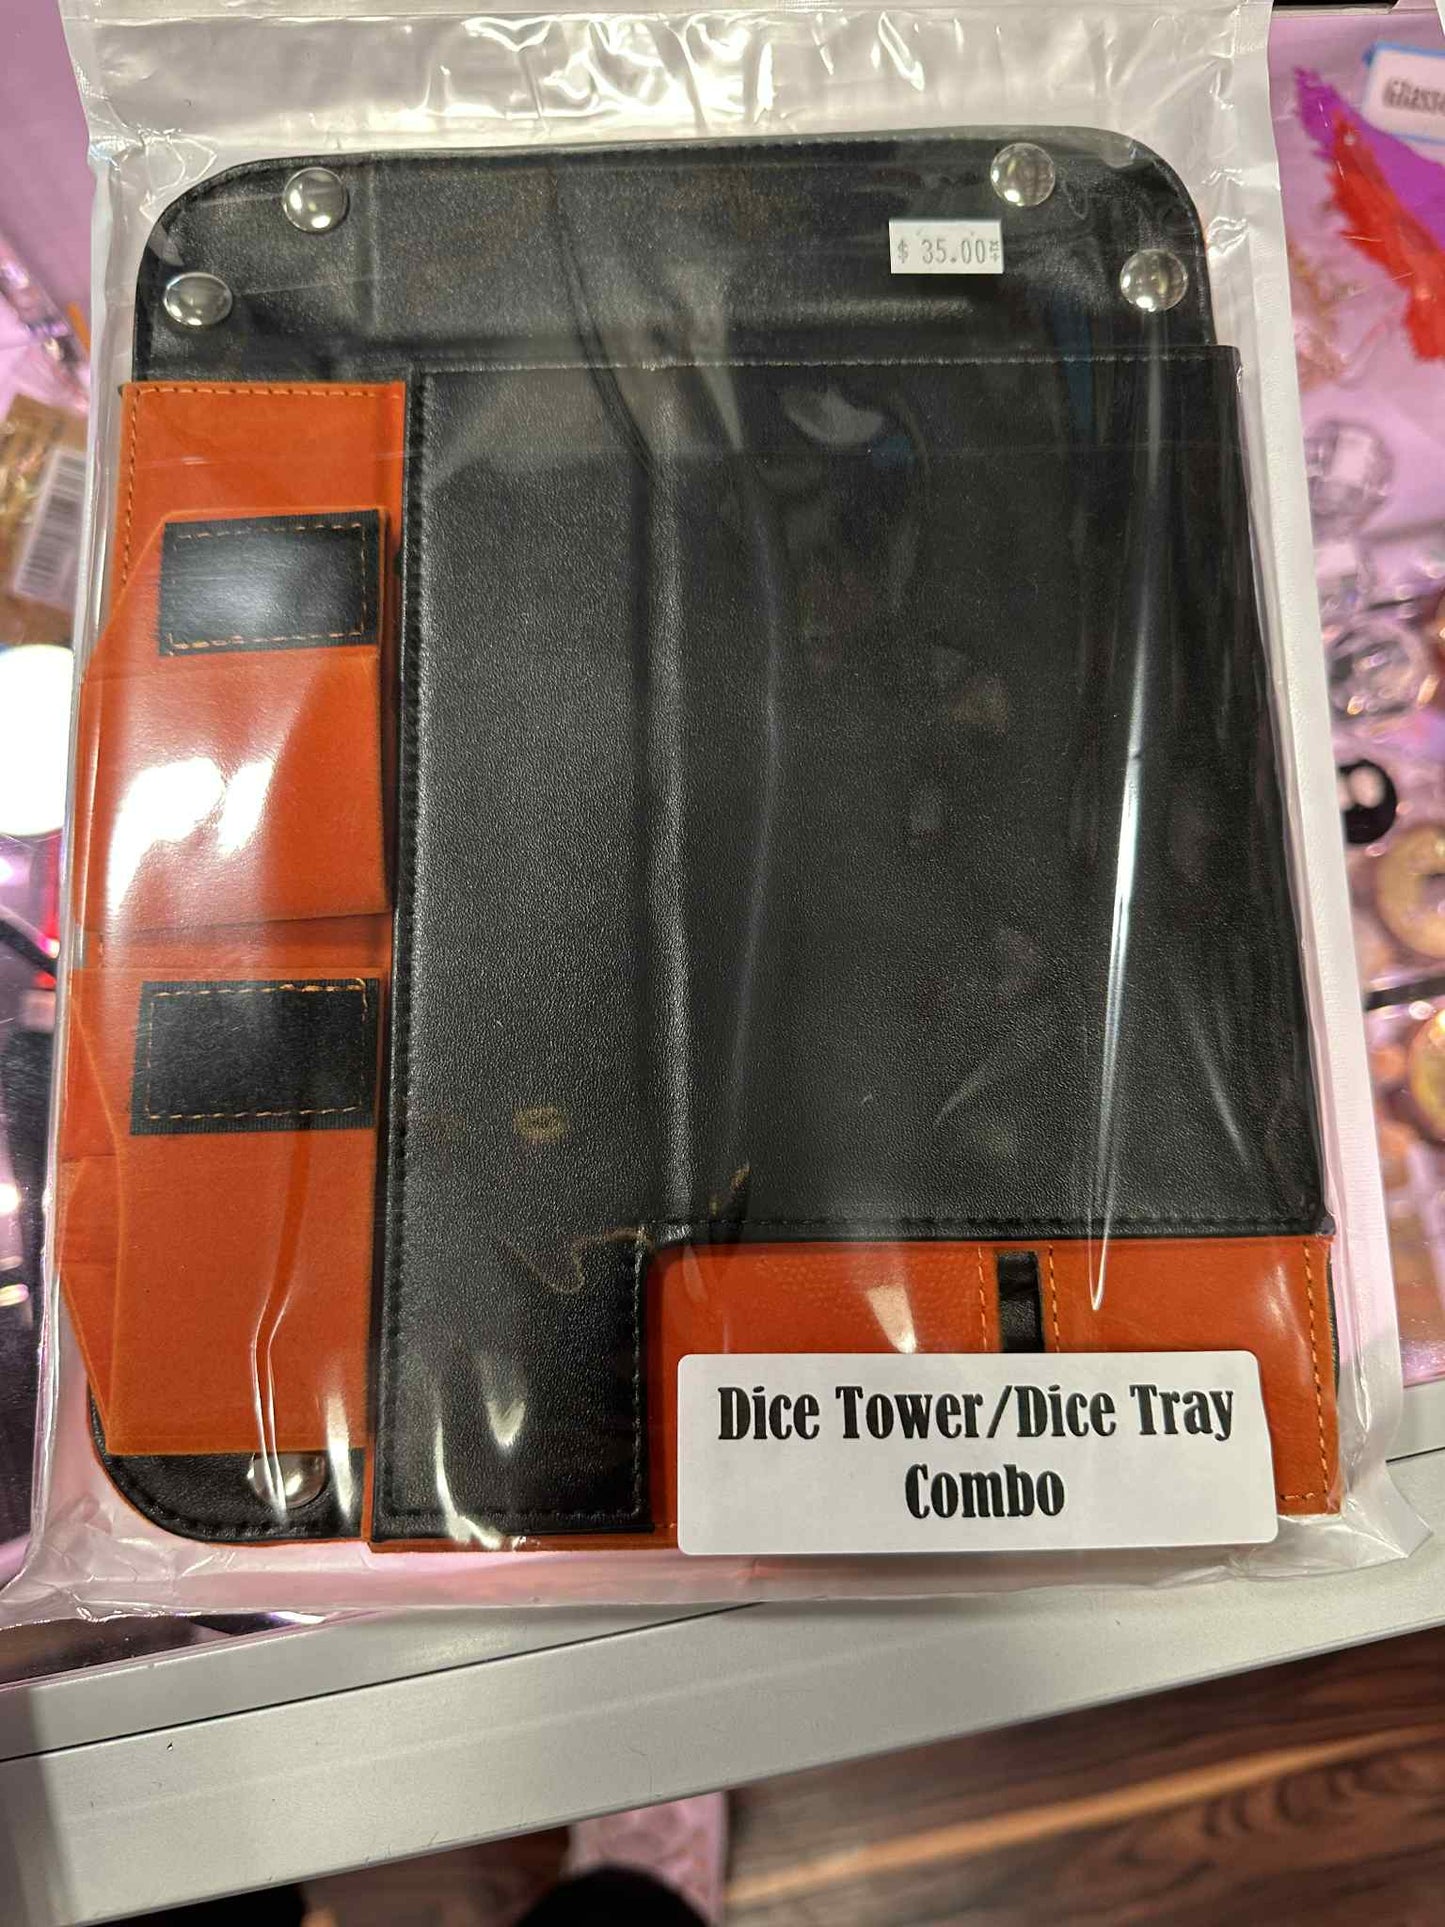 $ 35.00
Dice Tower/Dice Tray
Combo